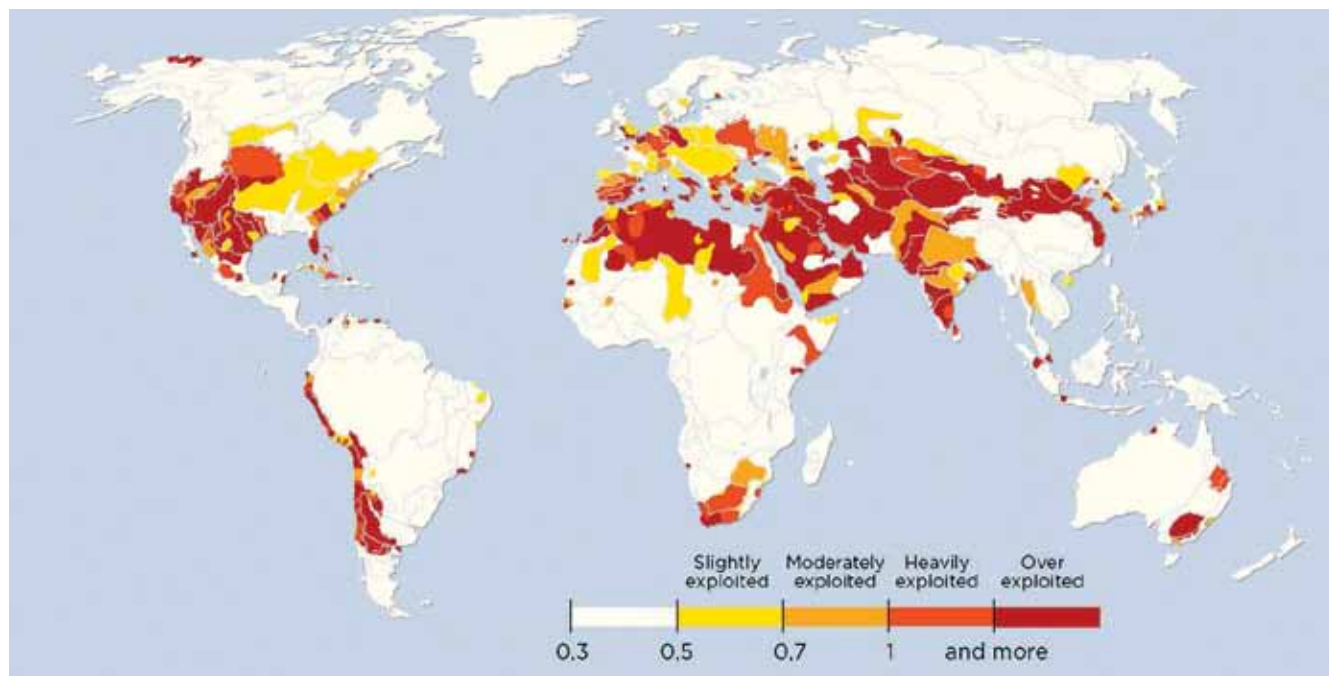 Slightly exploited
Moderately exploited
Heavily exploited
Over exploited
0.3 0.5 0.7 1 and more